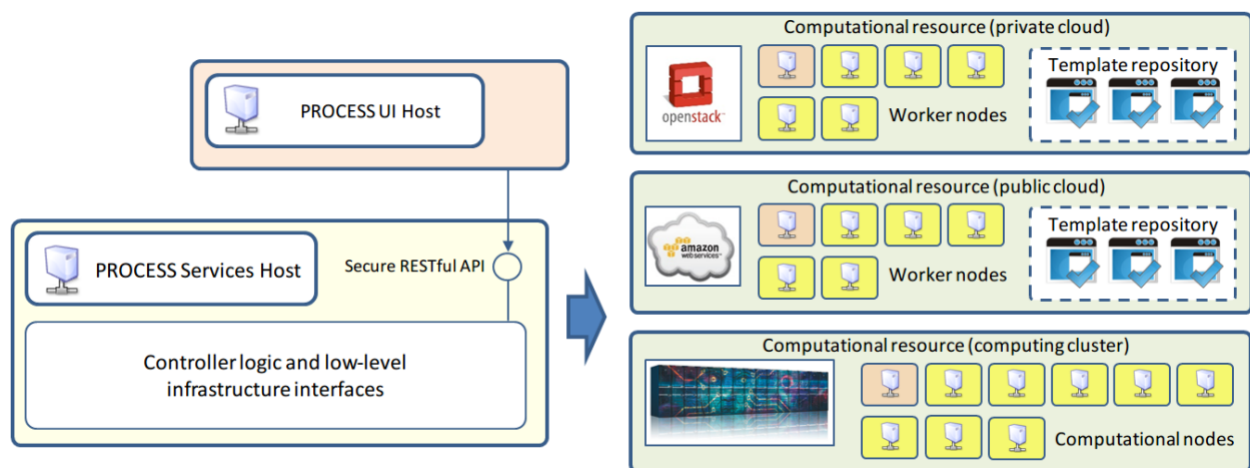 PROCESS UI Host
PROCESS Services Host
Secure RESTful API
Controller logic and low-level
infrastructure interfaces
Computational resource (private cloud)
openstack™
Worker nodes
Template repository
Computational resource (public cloud)
amazon
web services™
Worker nodes
Template repository
Computational resource (computing cluster)
Computational nodes